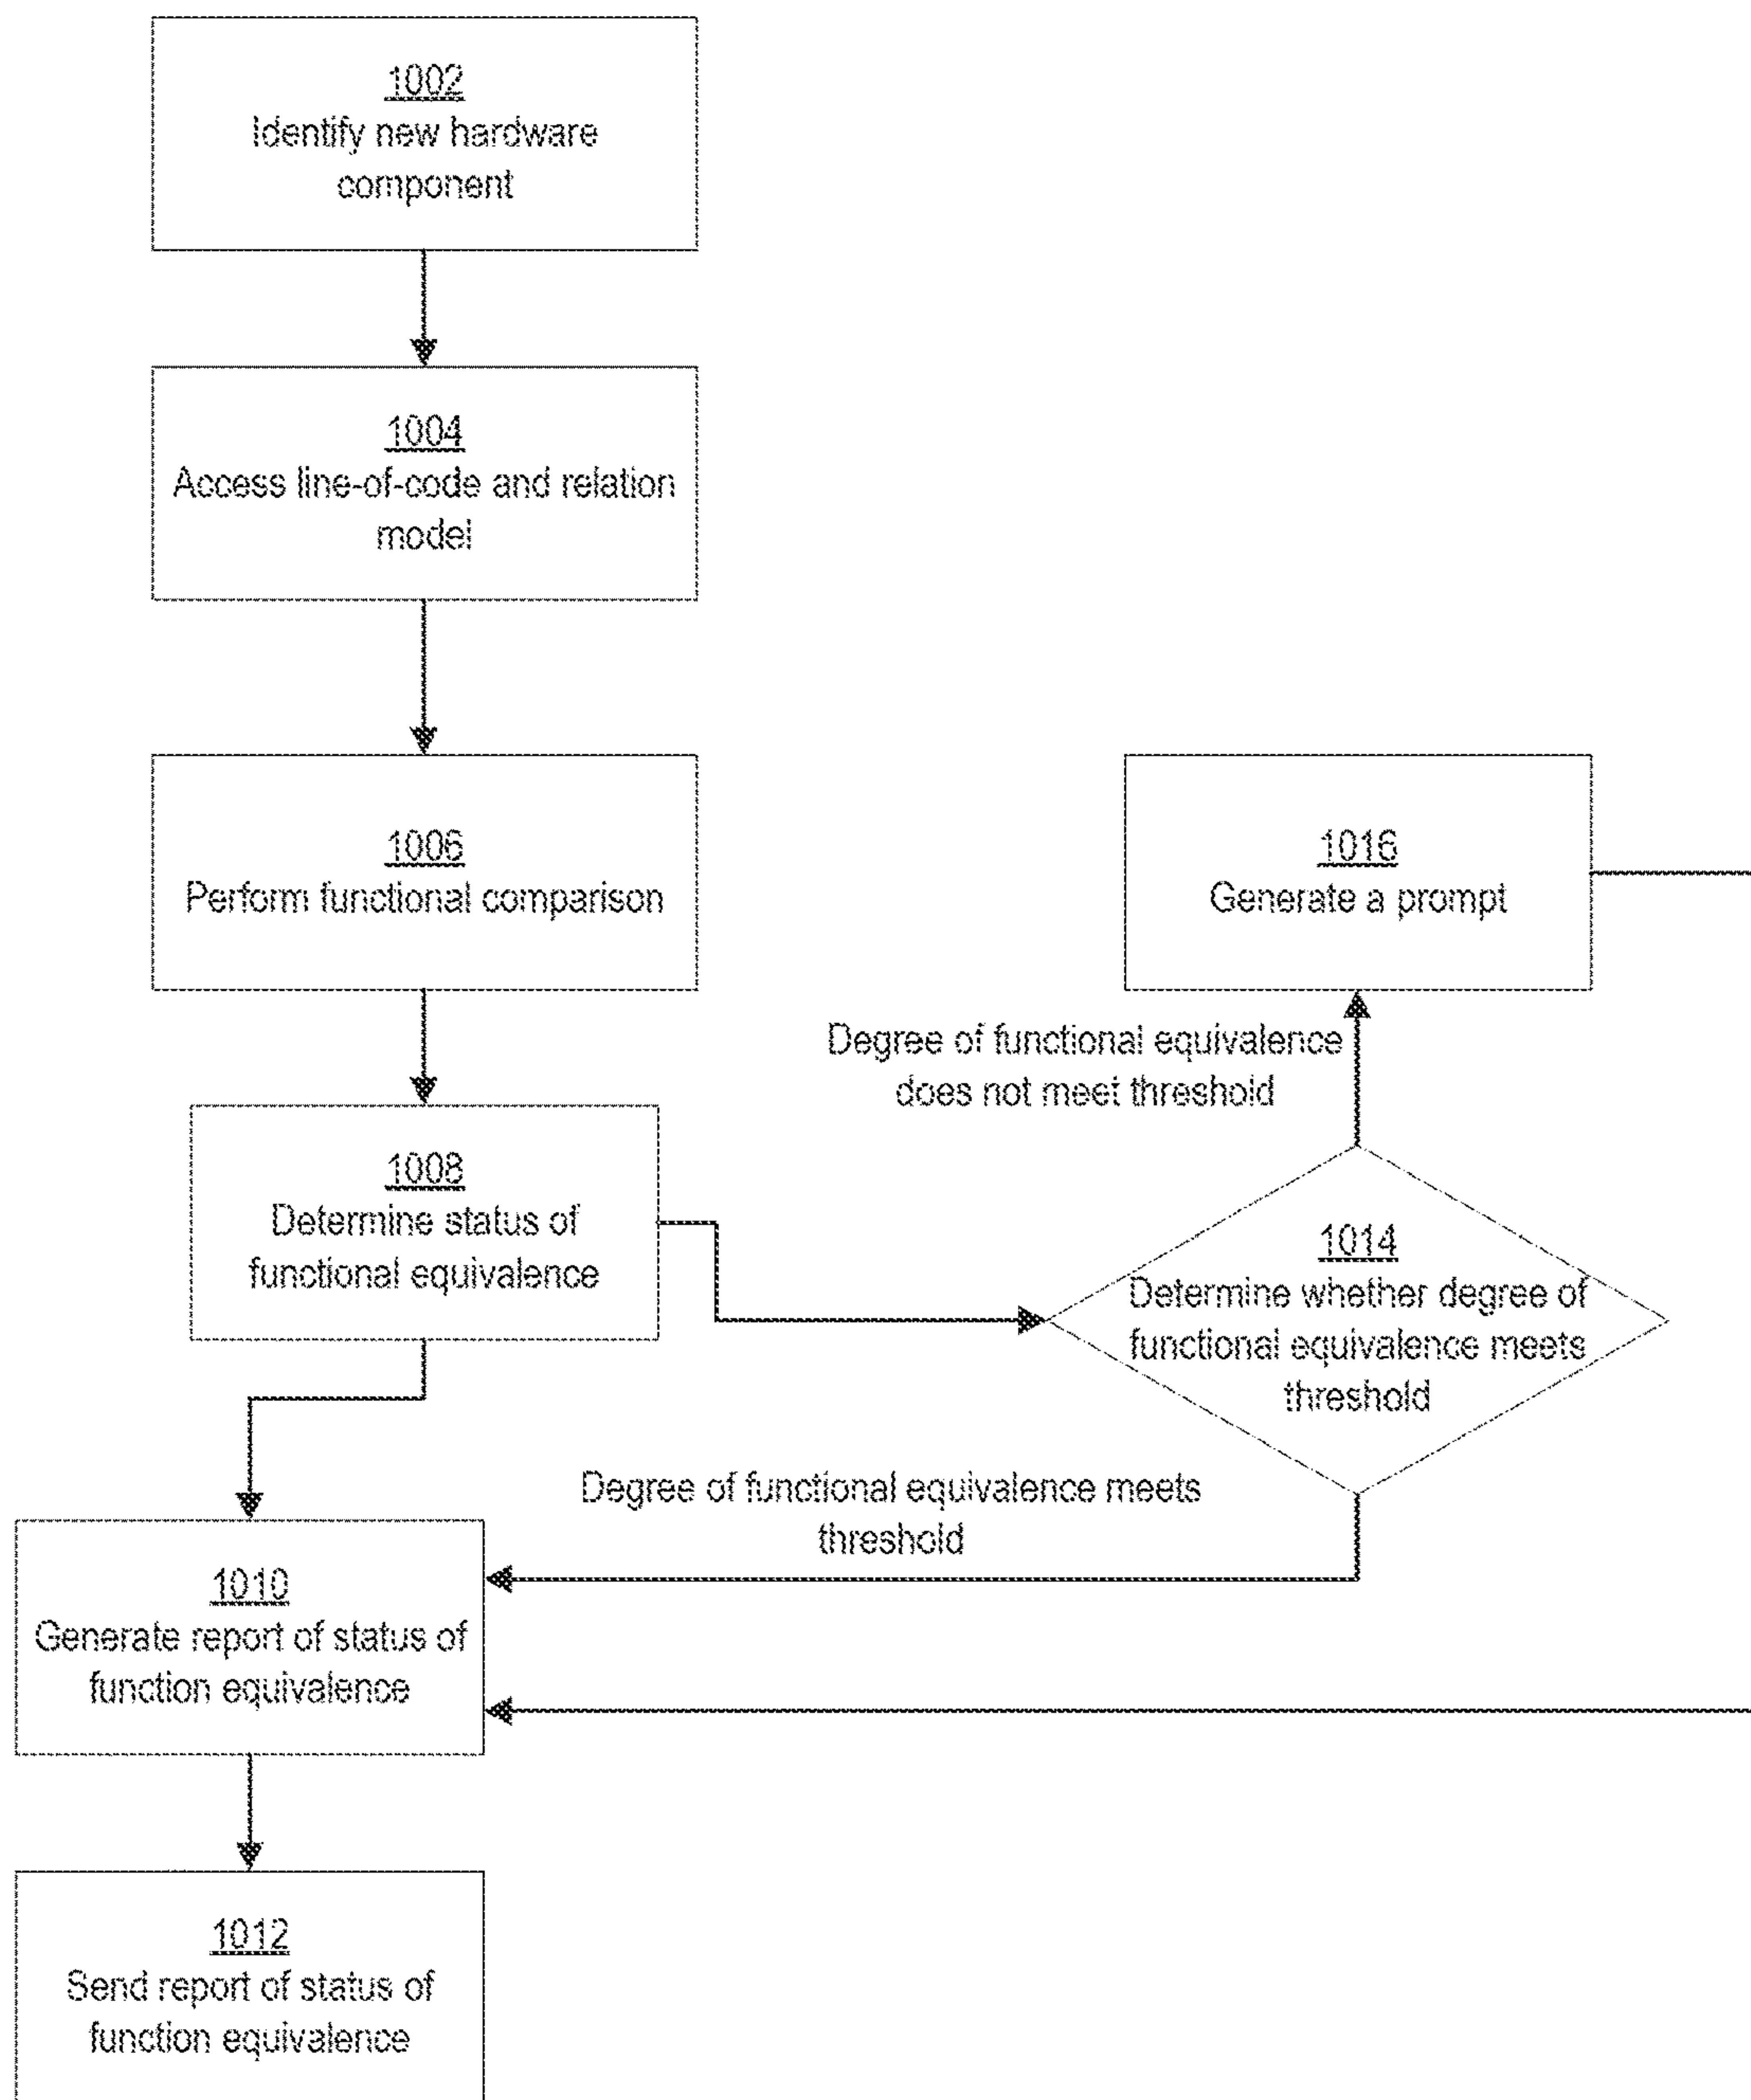 1002
Identify new hardware
component
1004
Access line-of-code and relation
model
1006
Perform functional comparison
1016
Generate a prompt
Degree of functional equivalence
does not meet threshold
1008
Determine status of
functional equivalence
1014
Determine whether degree of
functional equivalence meets
threshold
Degree of functional equivalence meets
threshold
1010
Generate report of status of
function equivalence
1012
Send report of status of
function equivalence